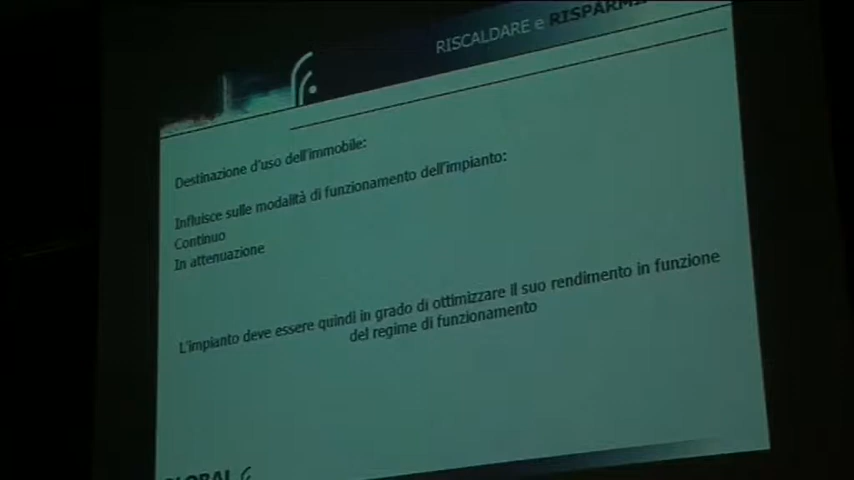 RISCALDARE e
Destinazione d'uso dell'immobile:
Influisce sulle modalità di funzionamento dell'impianto:
Continuo
In attenuazione
L'impianto deve essere quindi in grado di ottimizzare il suo rendimento in funzione
del regime di funzionamento
GLOBAL